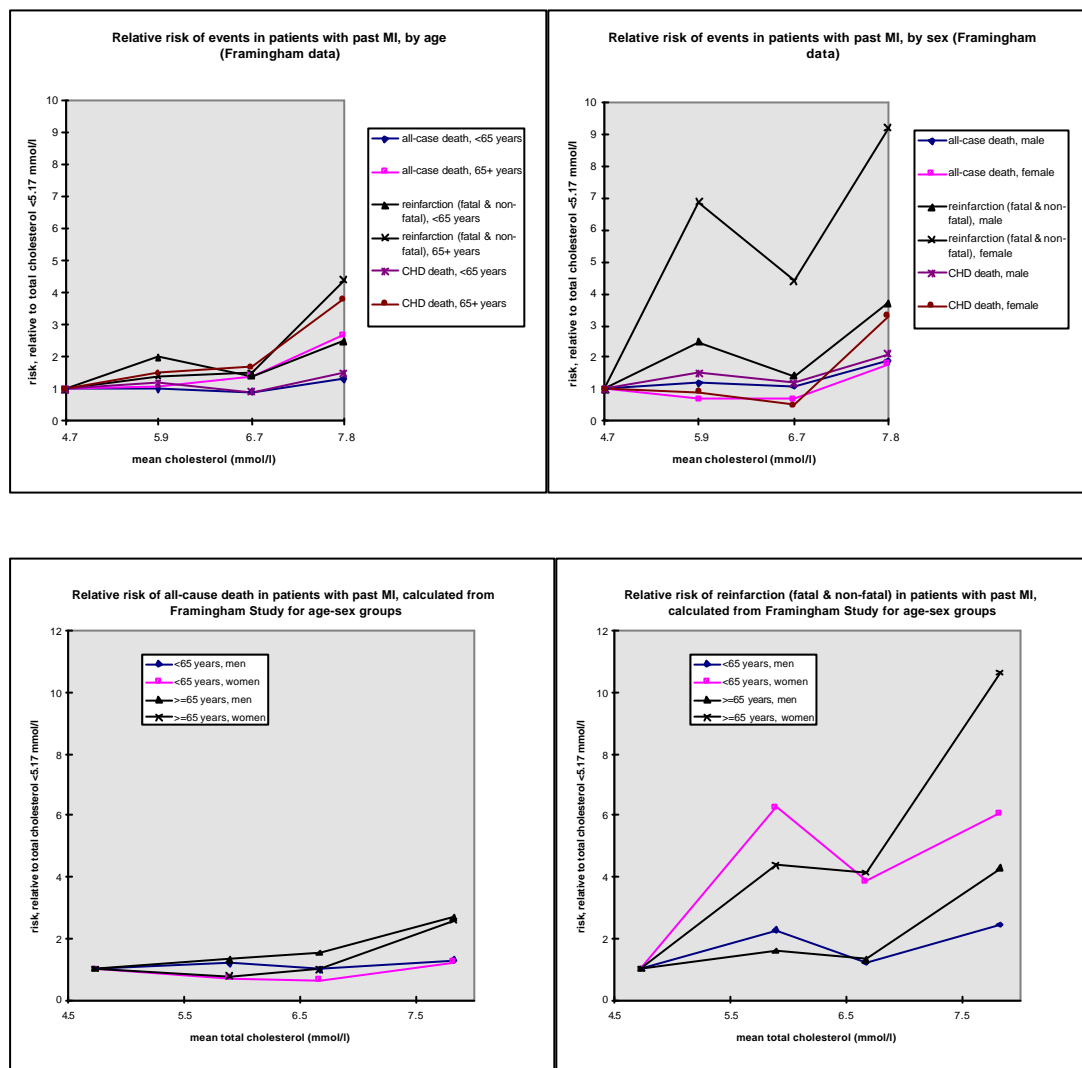 Relative risk of events in patients with past MI, by age
(Framingham data)
risk, relative to total cholesterol <5.17 mmol/l
10
9
8
7
6
5
4
3
2
1
0
4.7
5.9
6.7
7.8
mean cholesterol (mmol/l)
all-case death, <65 years
all-case death, 65+ years
reinfarction (fatal & non-
fatal), <65 years
reinfarction (fatal & non-
fatal), 65+ years
CHD death, <65 years
CHD death, 65+ years
Relative risk of events in patients with past MI, by sex (Framingham
data)
risk, relative to total cholesterol <5.17 mmol/l
10
9
8
7
6
5
4
3
2
1
0
4.7
5.9
6.7
7.8
mean cholesterol (mmol/l)
all-case death, male
all-case death, female
reinfarction (fatal & non-
fatal), male
reinfarction (fatal & non-
fatal), female
CHD death, male
CHD death, female
Relative risk of all-cause death in patients with past MI, calculated from
Framingham Study for age-sex groups
risk, relative to total cholesterol <5.17 mmol/l
12
10
8
6
4
2
0
4.5
5.5
6.5
7.5
mean total cholesterol (mmol/l)
<65 years, men
<65 years, women
>=65 years, men
>=65 years, women
Relative risk of reinfarction (fatal & non-fatal) in patients with past MI,
calculated from Framingham Study for age-sex groups
risk, relative to total cholesterol <5.17 mmol/l
12
10
8
6
4
2
0
4.5
5.5
6.5
7.5
mean total cholesterol (mmol/l)
<65 years, men
<65 years, women
>=65 years, men
>=65 years, women